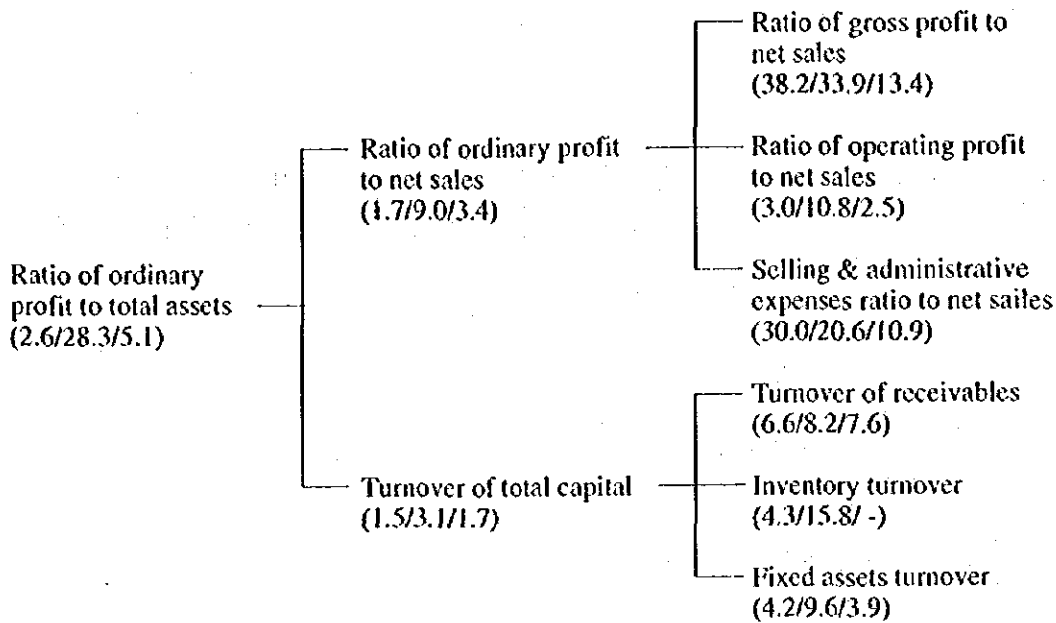 Ratio of gross profit to
net sales
(38.2/33.9/13.4)
Ratio of ordinary profit
to net sales
(1.7/9.0/3.4)
Ratio of operating profit
to net sales
(3.0/10.8/2.5)
Ratio of ordinary
profit to total assets
(2.6/28.3/5.1)
Selling & administrative
expenses ratio to net sailes
(30.0/20.6/10.9)
Turnover of receivables
(6.6/8.2/7.6)
Turnover of total capital
(1.5/3.1/1.7)
Inventory turnover
(4.3/15.8/ -)
Fixed assets turnover
(4.2/9.6/3.9)